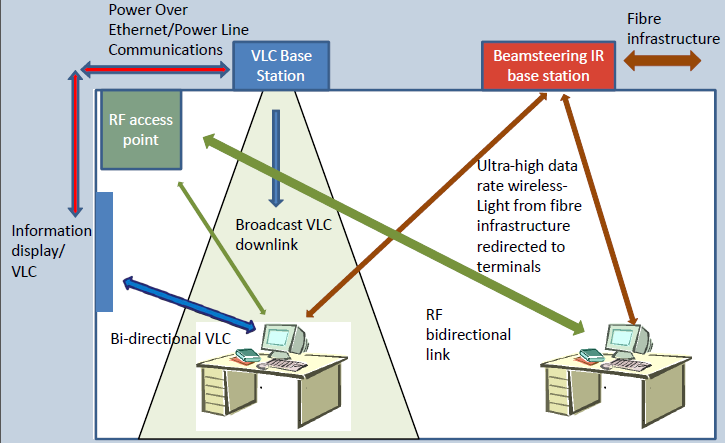 Power Over
Ethernet/Power Line
Communications
VLC Base
Station
Beamsteering IR
base station
Fibre
infrastructure
RF access
point
Ultra-high data
rate wireless-
Light from fibre
infrastructure
redirected to
terminals
Broadcast VLC
downlink
Information
display/
VLC
Bi-directional VLC
RF
bidirectional
link